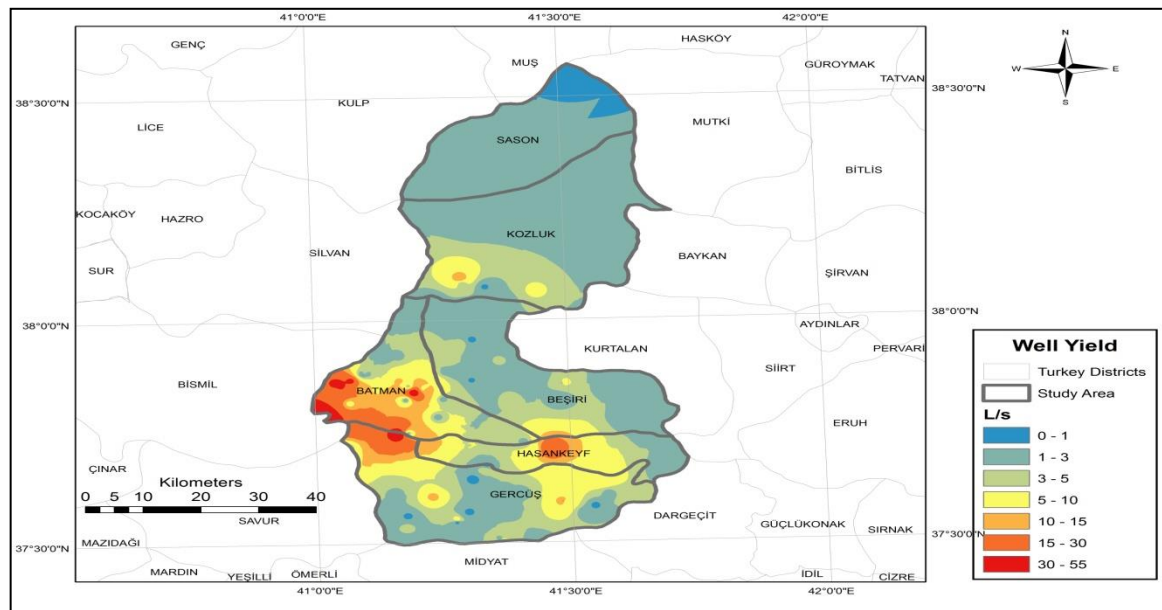 41°0'0"E 41°30'0"E 42°0'0"E
N
W E
S
GENÇ
HASKÖY
MUŞ
GÜROYMAK
TATVAN
38°30'0"N
KULP
38°30'0"N
LİCE
MUTKİ
SASON
BİTLİS
KOCAKÖY
HAZRO
KOZLUK
SİLVAN
BAYKAN
SUR
ŞİRVAN
38°0'0"N
38°0'0"N
AYDINLAR
KURTALAN
PERVARİ
SİİRT
BİSMİL
BATMAN
BEŞİRİ
ERUH
HASANKEYF
ÇINAR
GERCÜŞ
Kilometers
0 5 10 20 30 40
SAVUR
DARGEÇİT
GÜÇLÜKONAK
SIRNAK
37°30'0"N
37°30'0"N
MAZIDAĞI
MİDYAT
MARDIN
YEŞİLLİ
ÖMERLİ
İDİL
CİZRE
41°0'0"E 41°30'0"E 42°0'0"E
Well Yield
Turkey Districts
Study Area
L/s
0 - 1
1 - 3
3 - 5
5 - 10
10 - 15
15 - 30
30 - 55